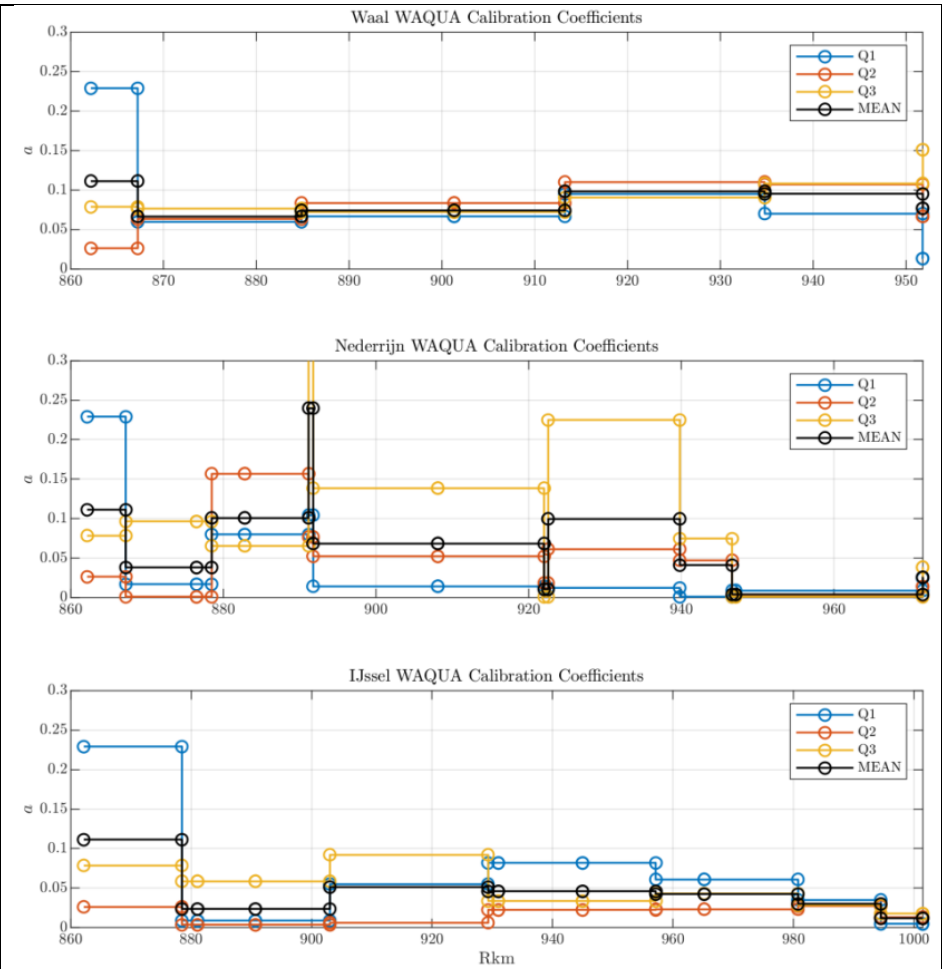 Waal WAQUA Calibration Coefficients
0.3
0.25
0.2
0.15
0.1
0.05
0
a
Q1
Q2
Q3
MEAN
860 870 880 890 900 910 920 930 940 950
Nederrijn WAQUA Calibration Coefficients
0.3
0.25
0.2
0.15
0.1
0.05
0
a
Q1
Q2
Q3
MEAN
860 880 900 920 940 960
IJssel WAQUA Calibration Coefficients
0.3
0.25
0.2
0.15
0.1
0.05
0
a
Q1
Q2
Q3
MEAN
860 880 900 920 940 960 980 1000
Rkm